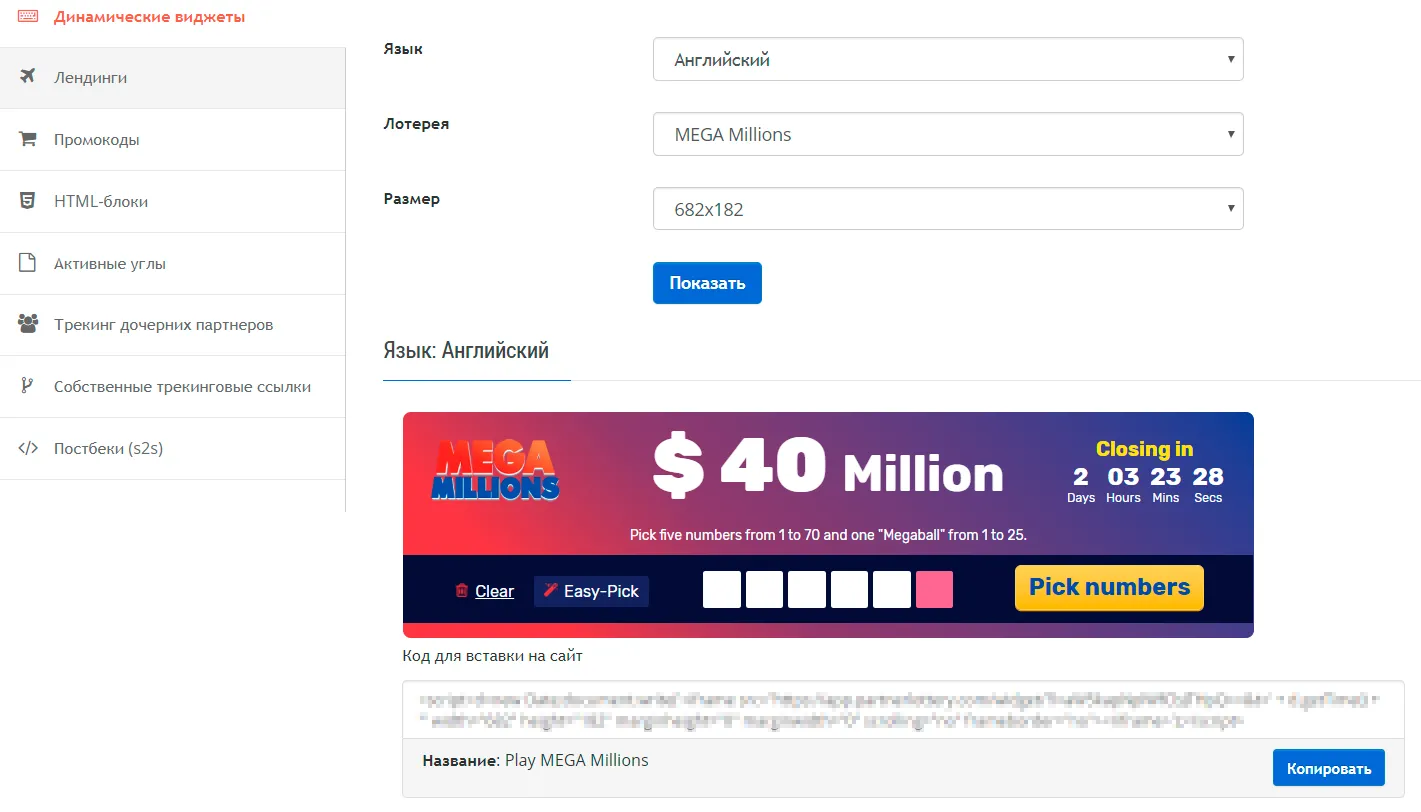 Динамические виджеты
Лендинги
Промокоды
HTML-блоки
Активные углы
Трекинг дочерних партнеров
Собственные трекинговые ссылки
Постбеки (s2s)
Язык
Английский
Лотерея
MEGA Millions
Размер
682x182
Показать
Язык: Английский
MEGA
MILLIONS
$ 40 Million
Closing in
2 03 23 28
Days Hours Mins Secs
Pick five numbers from 1 to 70 and one "Megaball" from 1 to 25.
Clear
Easy-Pick
Pick numbers
Код для вставки на сайт
Название: Play MEGA Millions
Копировать